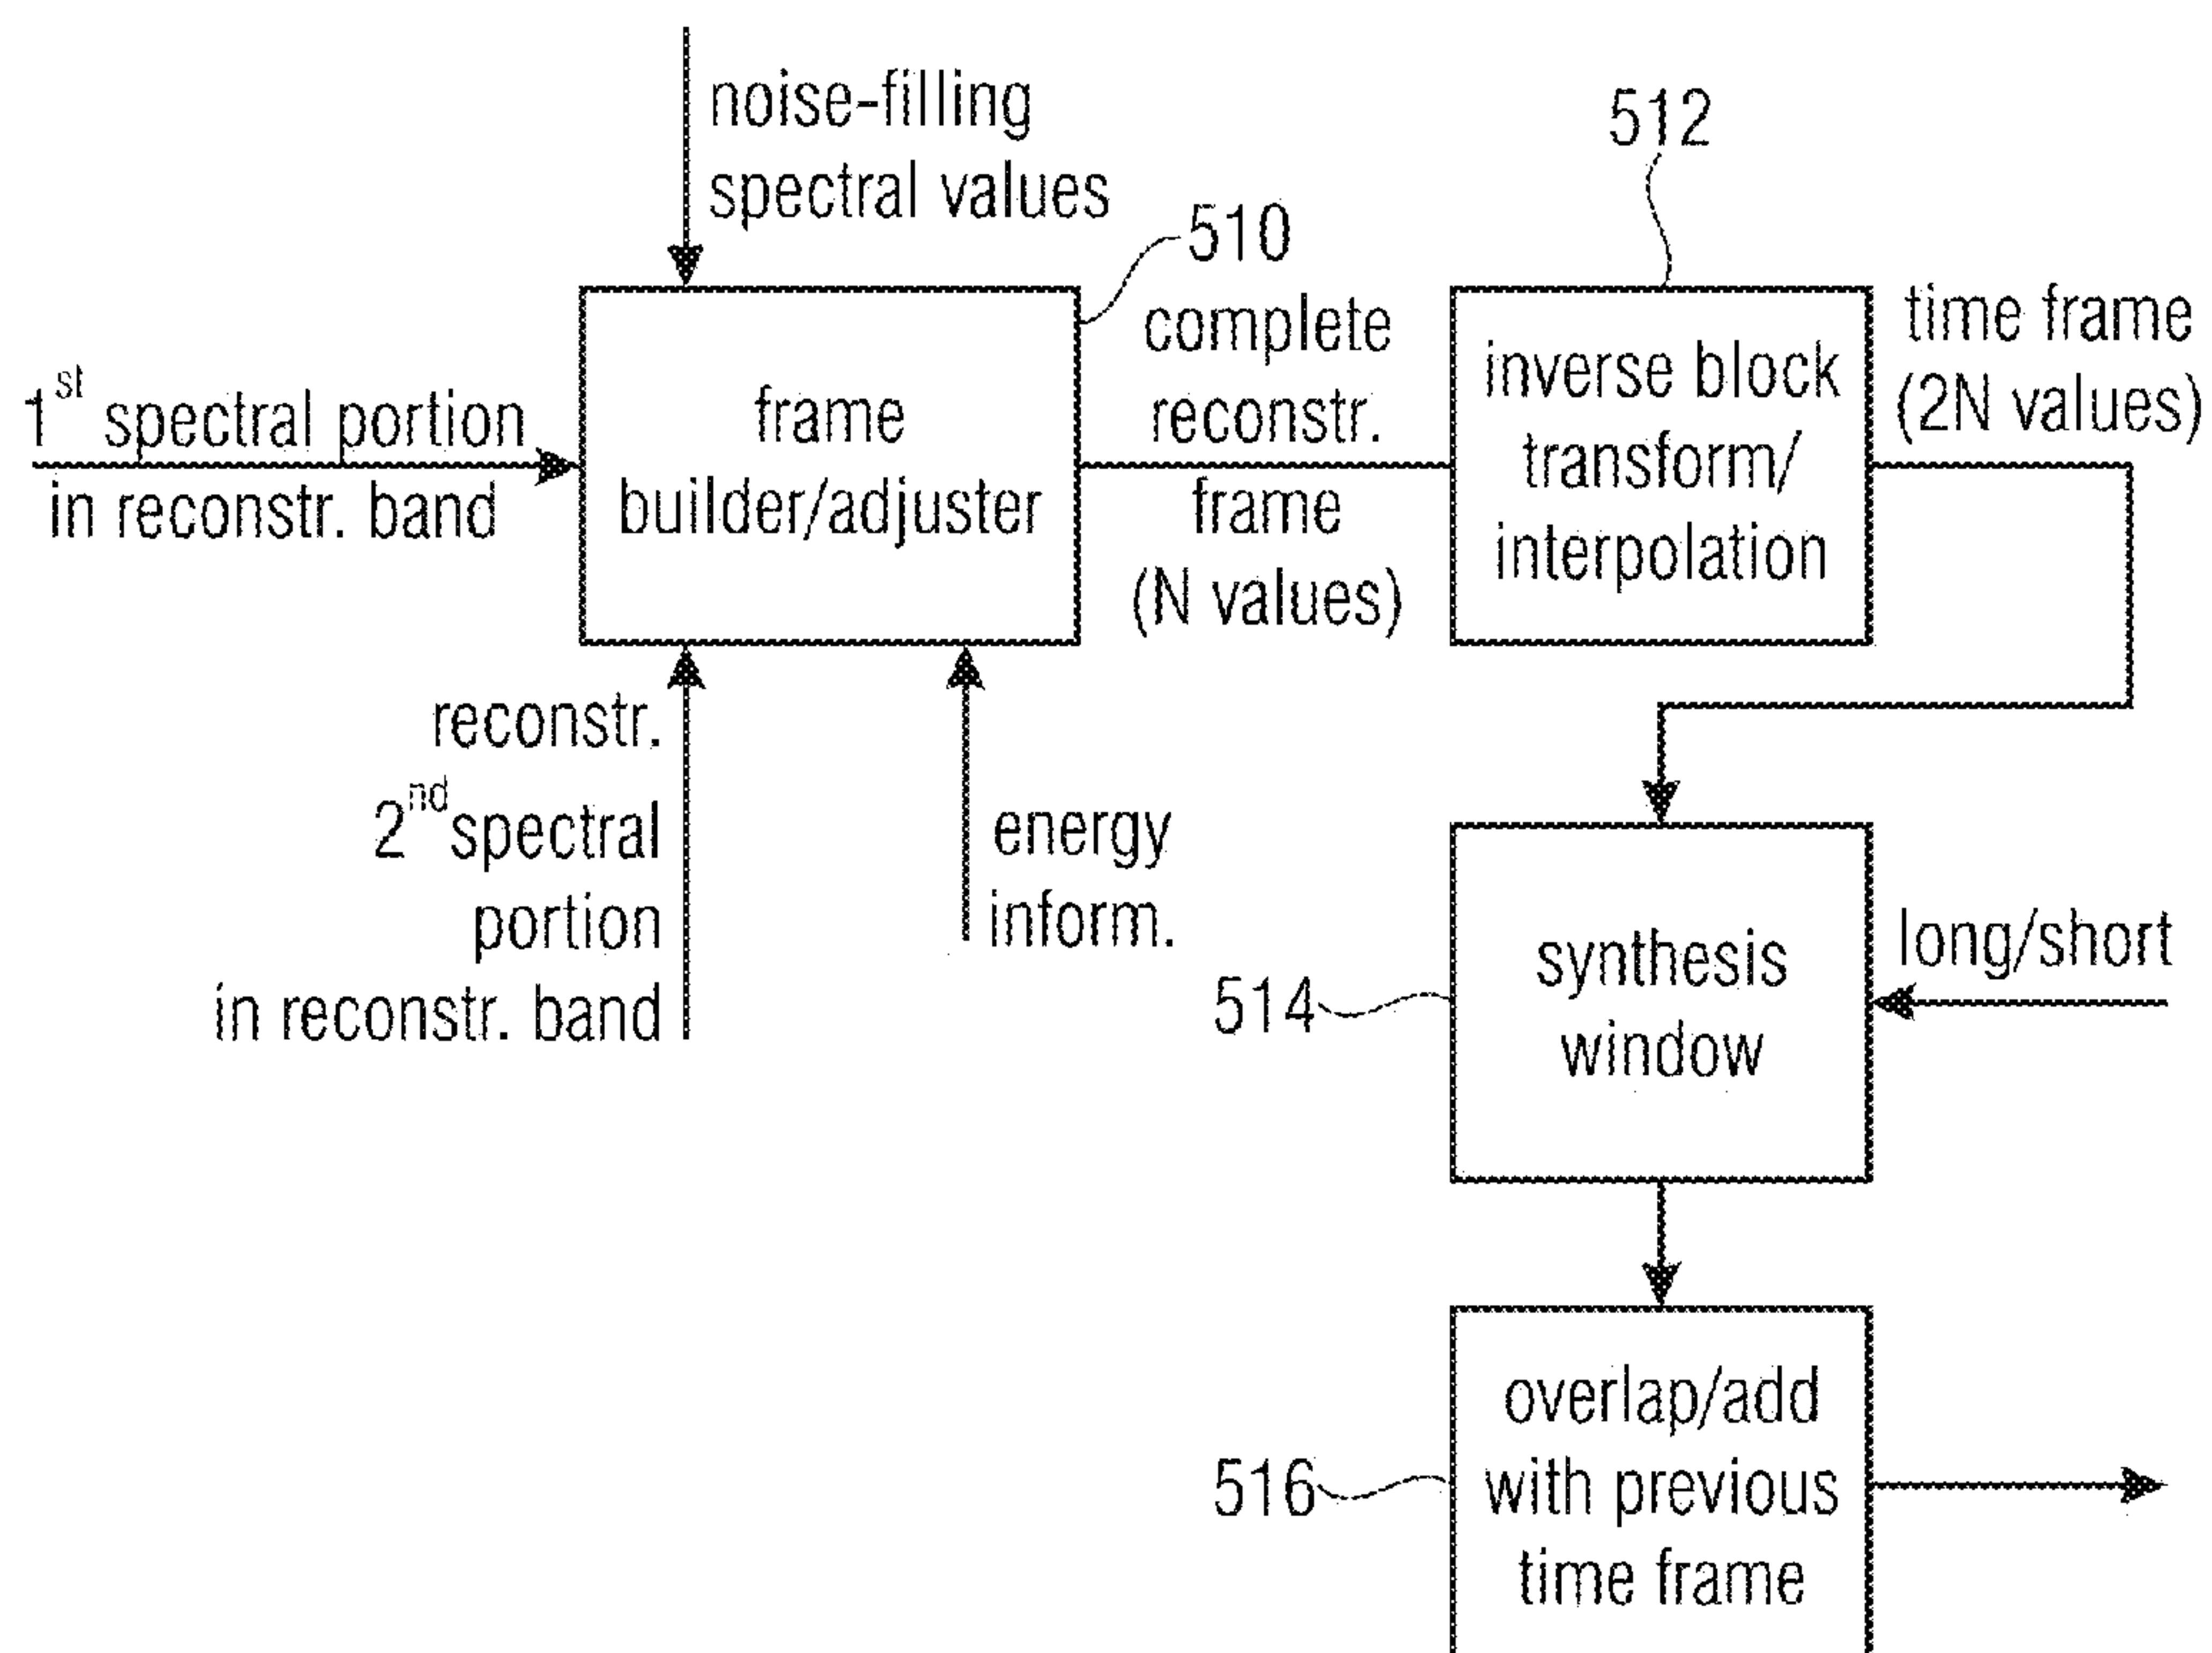 noise-filling
spectral values
512
510
1st spectral portion
in reconstr. band
frame
builder/adjuster
complete
reconstr.
frame
(N values)
inverse block
transform/
interpolation
time frame
(2N values)
reconstr.
2nd spectral
portion
in reconstr. band
energy
inform.
514
synthesis
window
long/short
516
overlap/add
with previous
time frame